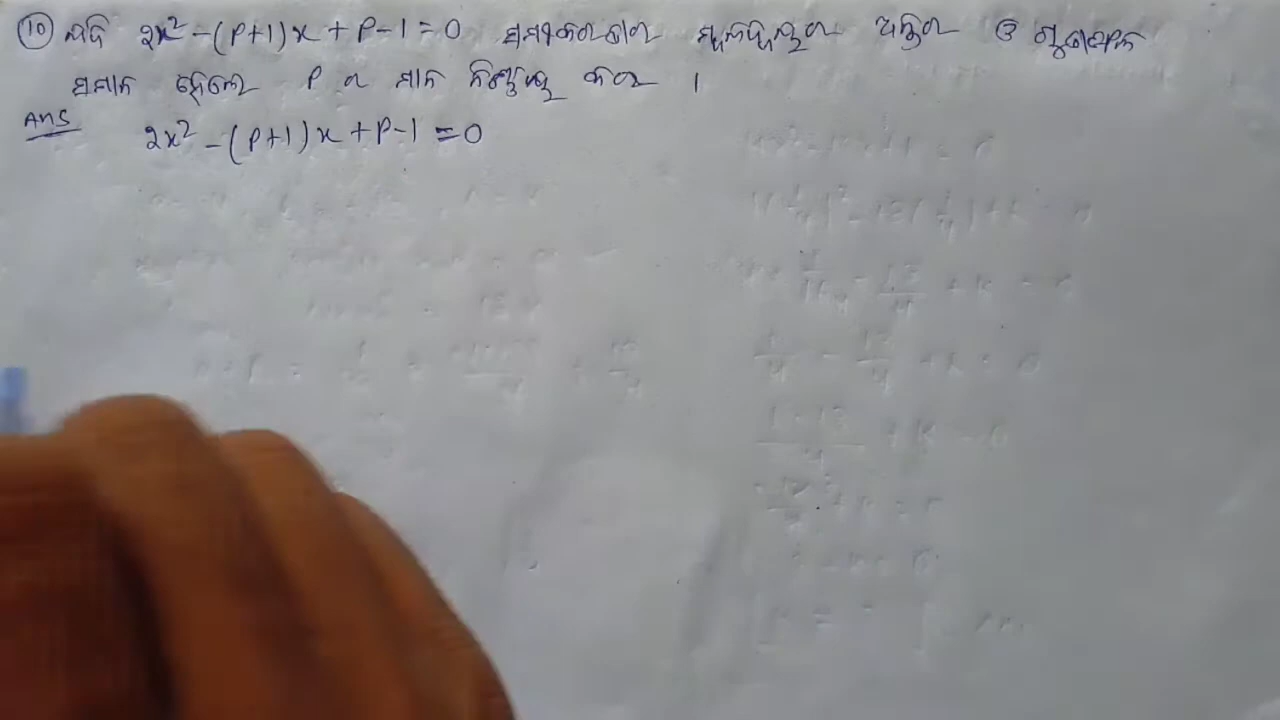 10 ଯଦି 2x² - (P+1)x + P-1 = 0 ସମୀକରଣର ମୂଳଦ୍ୱୟର ଅନ୍ତର ଓ ଗୁଣଫଳ
ସମାନ ହେଲେ P ର ମାନ ନିର୍ଣ୍ଣୟ କର ।
Ans 2x² - (P+1)x + P-1 = 0